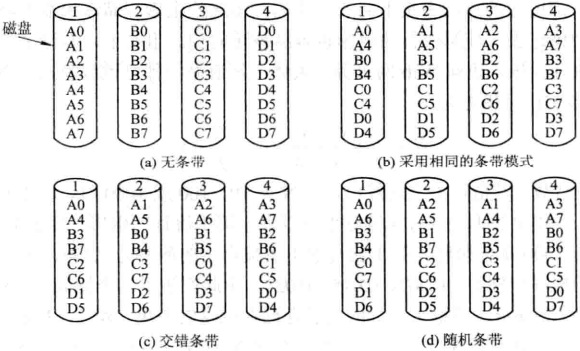 磁盘
1 2 3 4
A0 B0 C0 D0
A1 B1 C1 D1
A2 B2 C2 D2
A3 B3 C3 D3
A4 B4 C4 D4
A5 B5 C5 D5
A6 B6 C6 D6
A7 B7 C7 D7
(a) 无条带
1 2 3 4
A0 A1 A2 A3
A4 A5 A6 A7
B0 B1 B2 B3
B4 B5 B6 B7
C0 C1 C2 C3
C4 C5 C6 C7
D0 D1 D2 D3
D4 D5 D6 D7
(b) 采用相同的条带模式
1 2 3 4
A0 A1 A2 A3
A4 A5 A6 A7
B3 B0 B1 B2
B7 B4 B5 B6
C2 C3 C0 C1
C6 C7 C4 C5
D1 D2 D3 D0
D5 D6 D7 D4
(c) 交错条带
1 2 3 4
A0 A2 A1 A3
A6 A5 A4 A7
B3 B1 B2 B0
B4 B7 B5 B6
C0 C2 C3 C1
C7 C6 C4 C5
D1 D2 D3 D0
D6 D5 D4 D7
(d) 随机条带